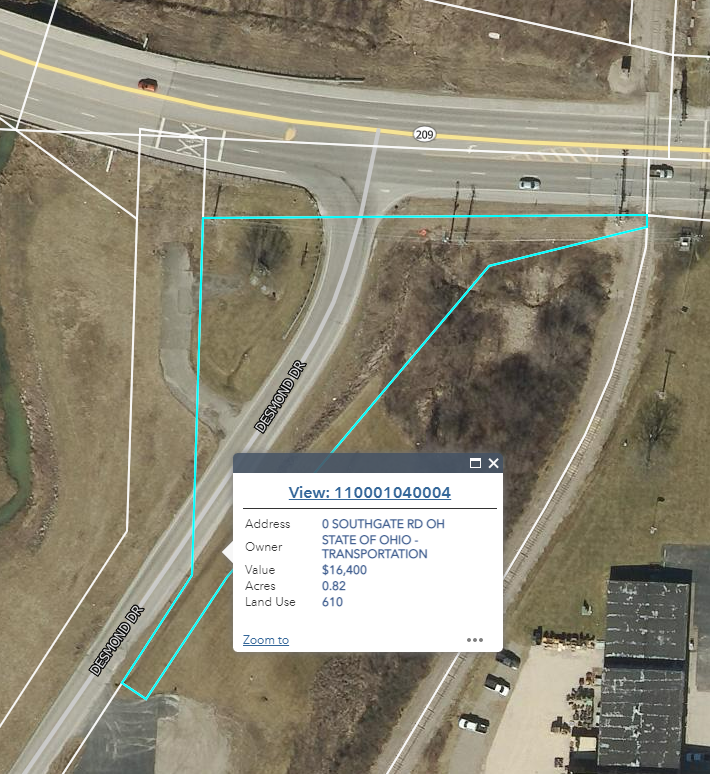 209
DESMOND DR
View: 110001040004
Address 0 SOUTHGATE RD OH
Owner STATE OF OHIO -
TRANSPORTATION
Value $16,400
Acres 0.82
Land Use 610
DESMOND DR
Zoom to